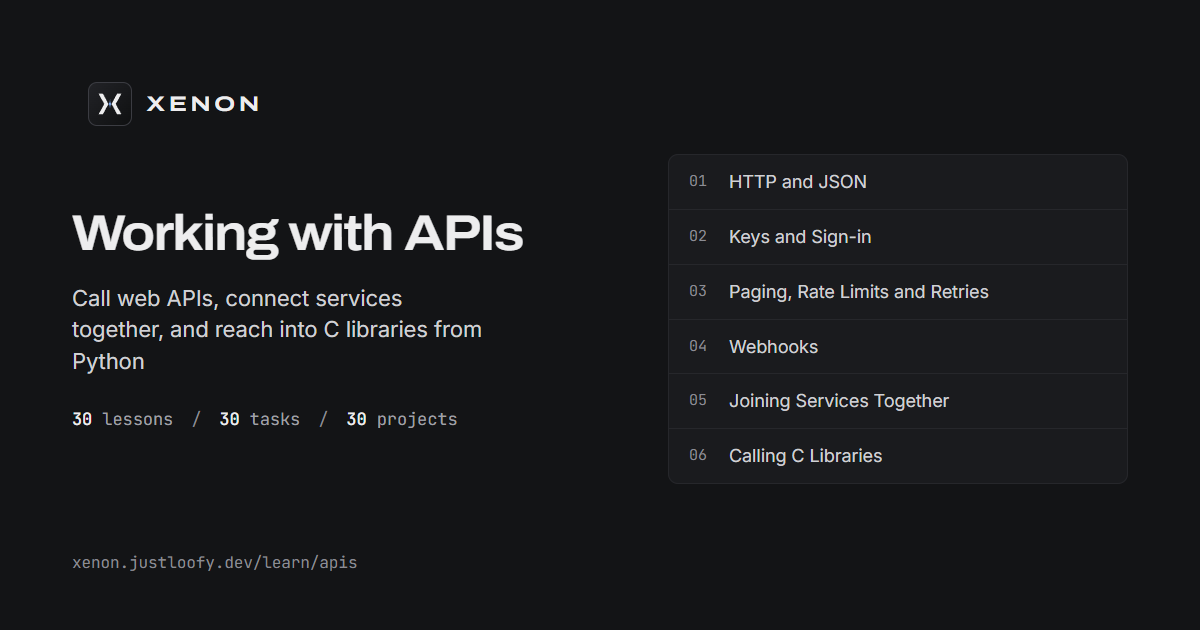 XENON
Working with APIs
Call web APIs, connect services
together, and reach into C libraries from
Python
30 lessons / 30 tasks / 30 projects
xenon.justloofy.dev/learn/apis
01 HTTP and JSON
02 Keys and Sign-in
03 Paging, Rate Limits and Retries
04 Webhooks
05 Joining Services Together
06 Calling C Libraries